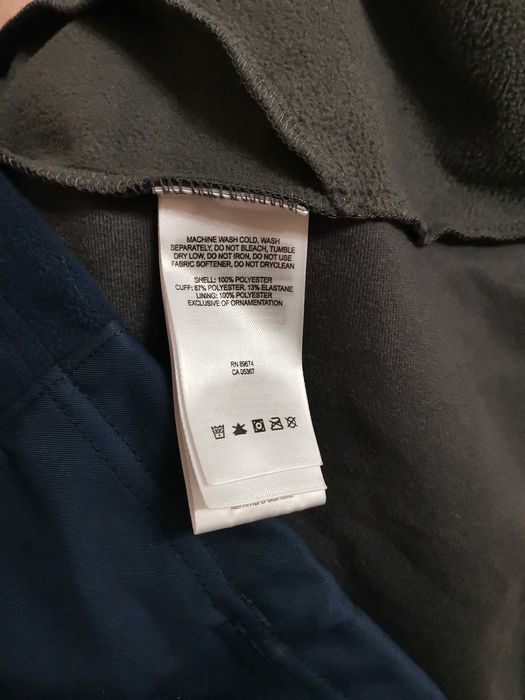 MACHINE WASH COLD, WASH
SEPARATELY, DO NOT BLEACH, TUMBLE
DRY LOW, DO NOT IRON, DO NOT USE
FABRIC SOFTENER, DO NOT DRYCLEAN
SHELL: 100% POLYESTER
CUFF: 87% POLYESTER, 13% ELASTANE
LINING: 100% POLYESTER
EXCLUSIVE OF ORNAMENTATION
RN 89674
CA 05367